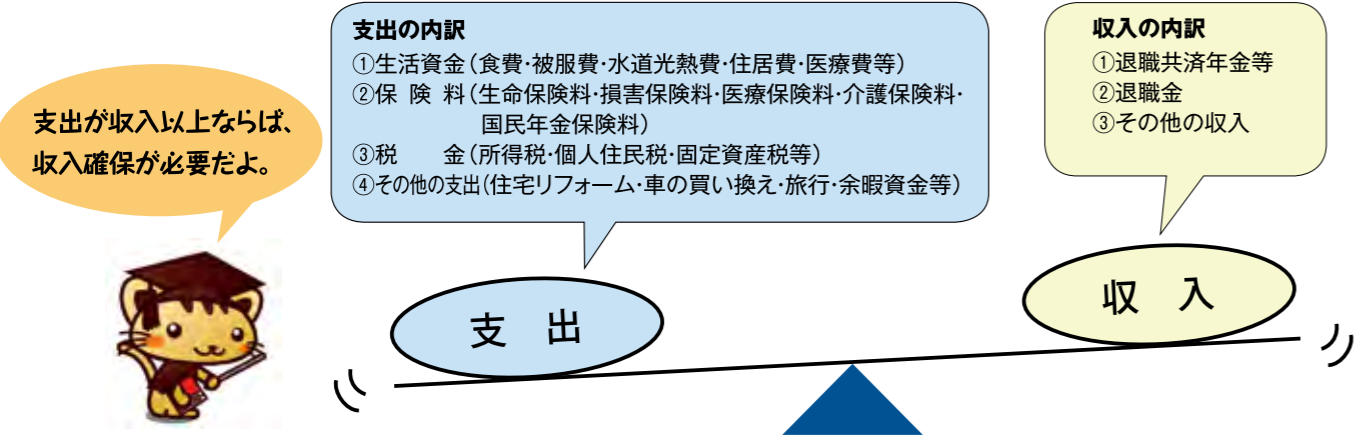 支出が収入以上ならば、
収入確保が必要だよ。
支出の内訳
①生活資金(食費・被服費・水道光熱費・住居費・医療費等)
②保 険 料(生命保険料・損害保険料・医療保険料・介護保険料・
国民年金保険料)
③税　　金(所得税・個人住民税・固定資産税等)
④その他の支出(住宅リフォーム・車の買い換え・旅行・余暇資金等)
収入の内訳
①退職共済年金等
②退職金
③その他の収入
支　出
収　入